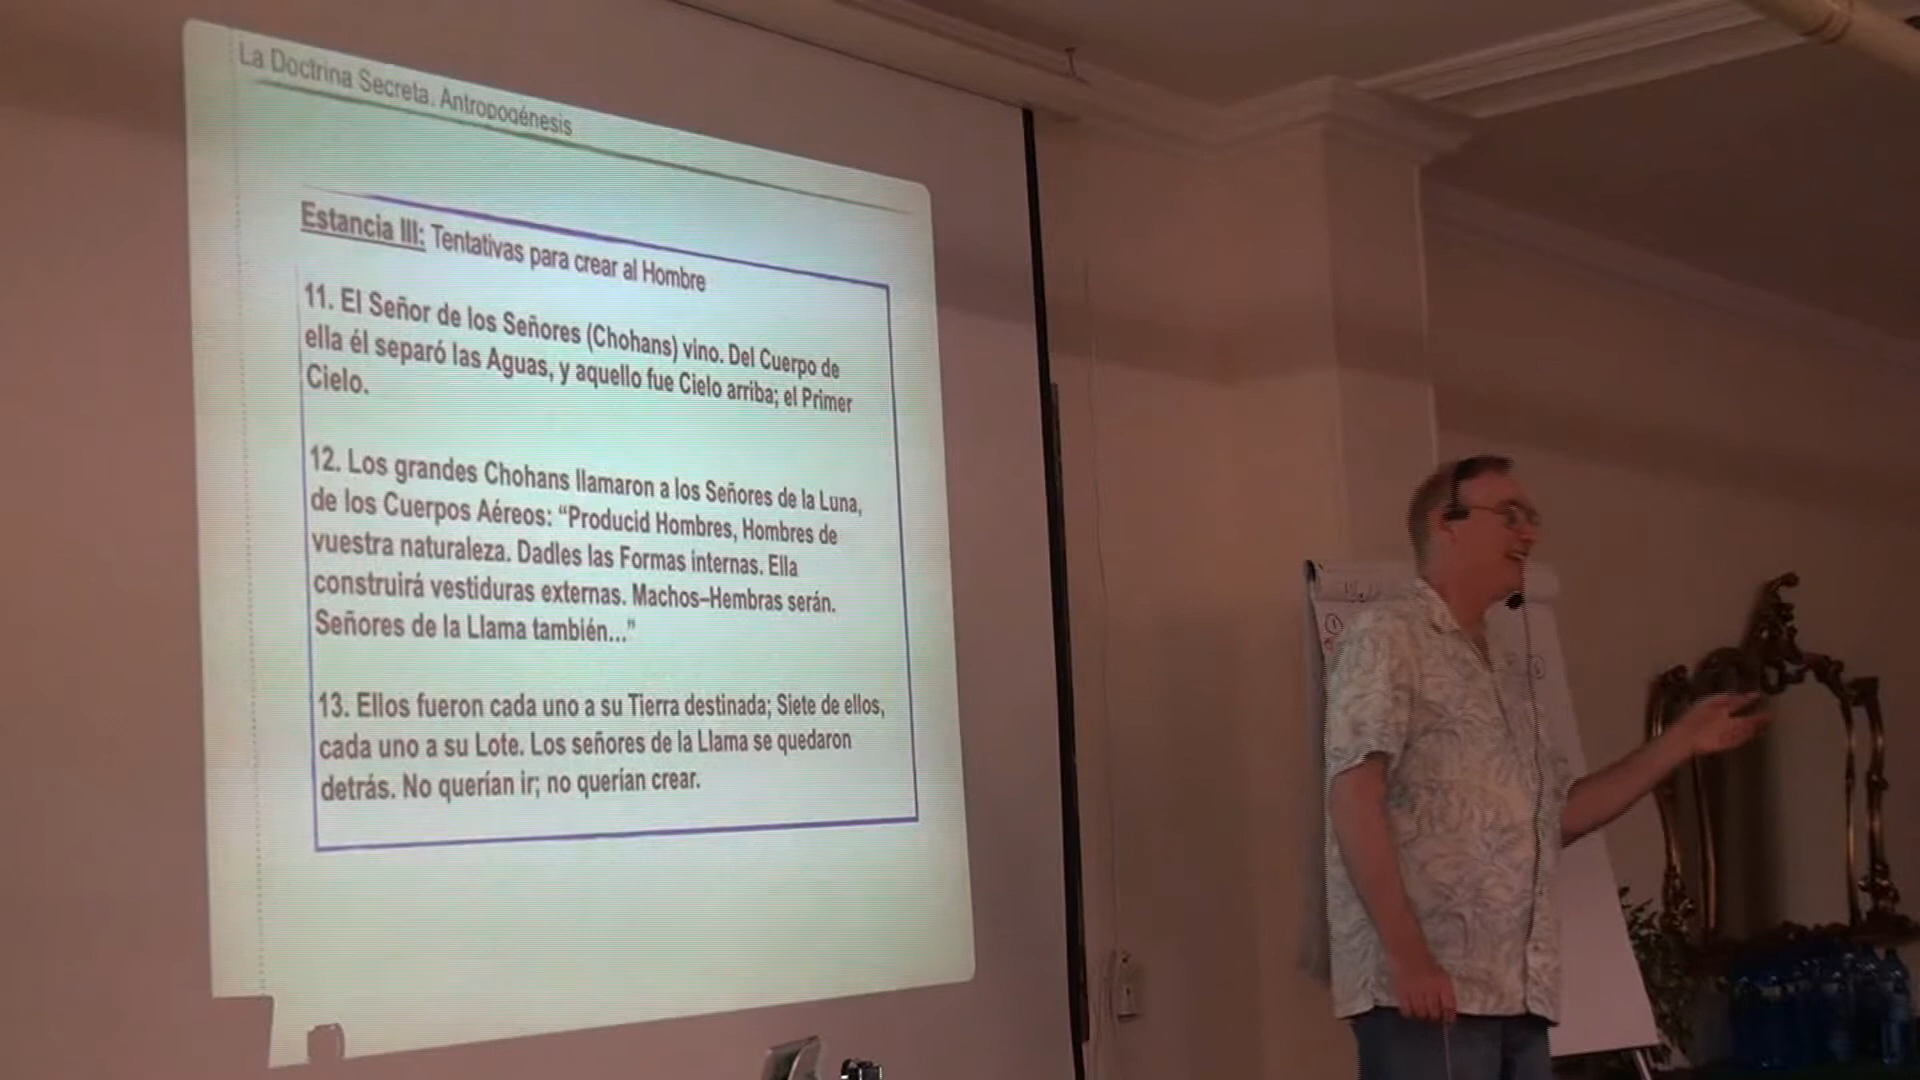 La Doctrina Secreta. Antropogénesis
Estancia III: Tentativas para crear al Hombre
11. El Señor de los Señores (Chohans) vino. Del Cuerpo de
ella él separó las Aguas, y aquello fue Cielo arriba; el Primer
Cielo.
12. Los grandes Chohans llamaron a los Señores de la Luna,
de los Cuerpos Aéreos: “Producid Hombres, Hombres de
vuestra naturaleza. Dadles las Formas internas. Ella
construirá vestiduras externas. Machos–Hembras serán.
Señores de la Llama también...”
13. Ellos fueron cada uno a su Tierra destinada; Siete de ellos,
cada uno a su Lote. Los señores de la Llama se quedaron
detrás. No querían ir; no querían crear.